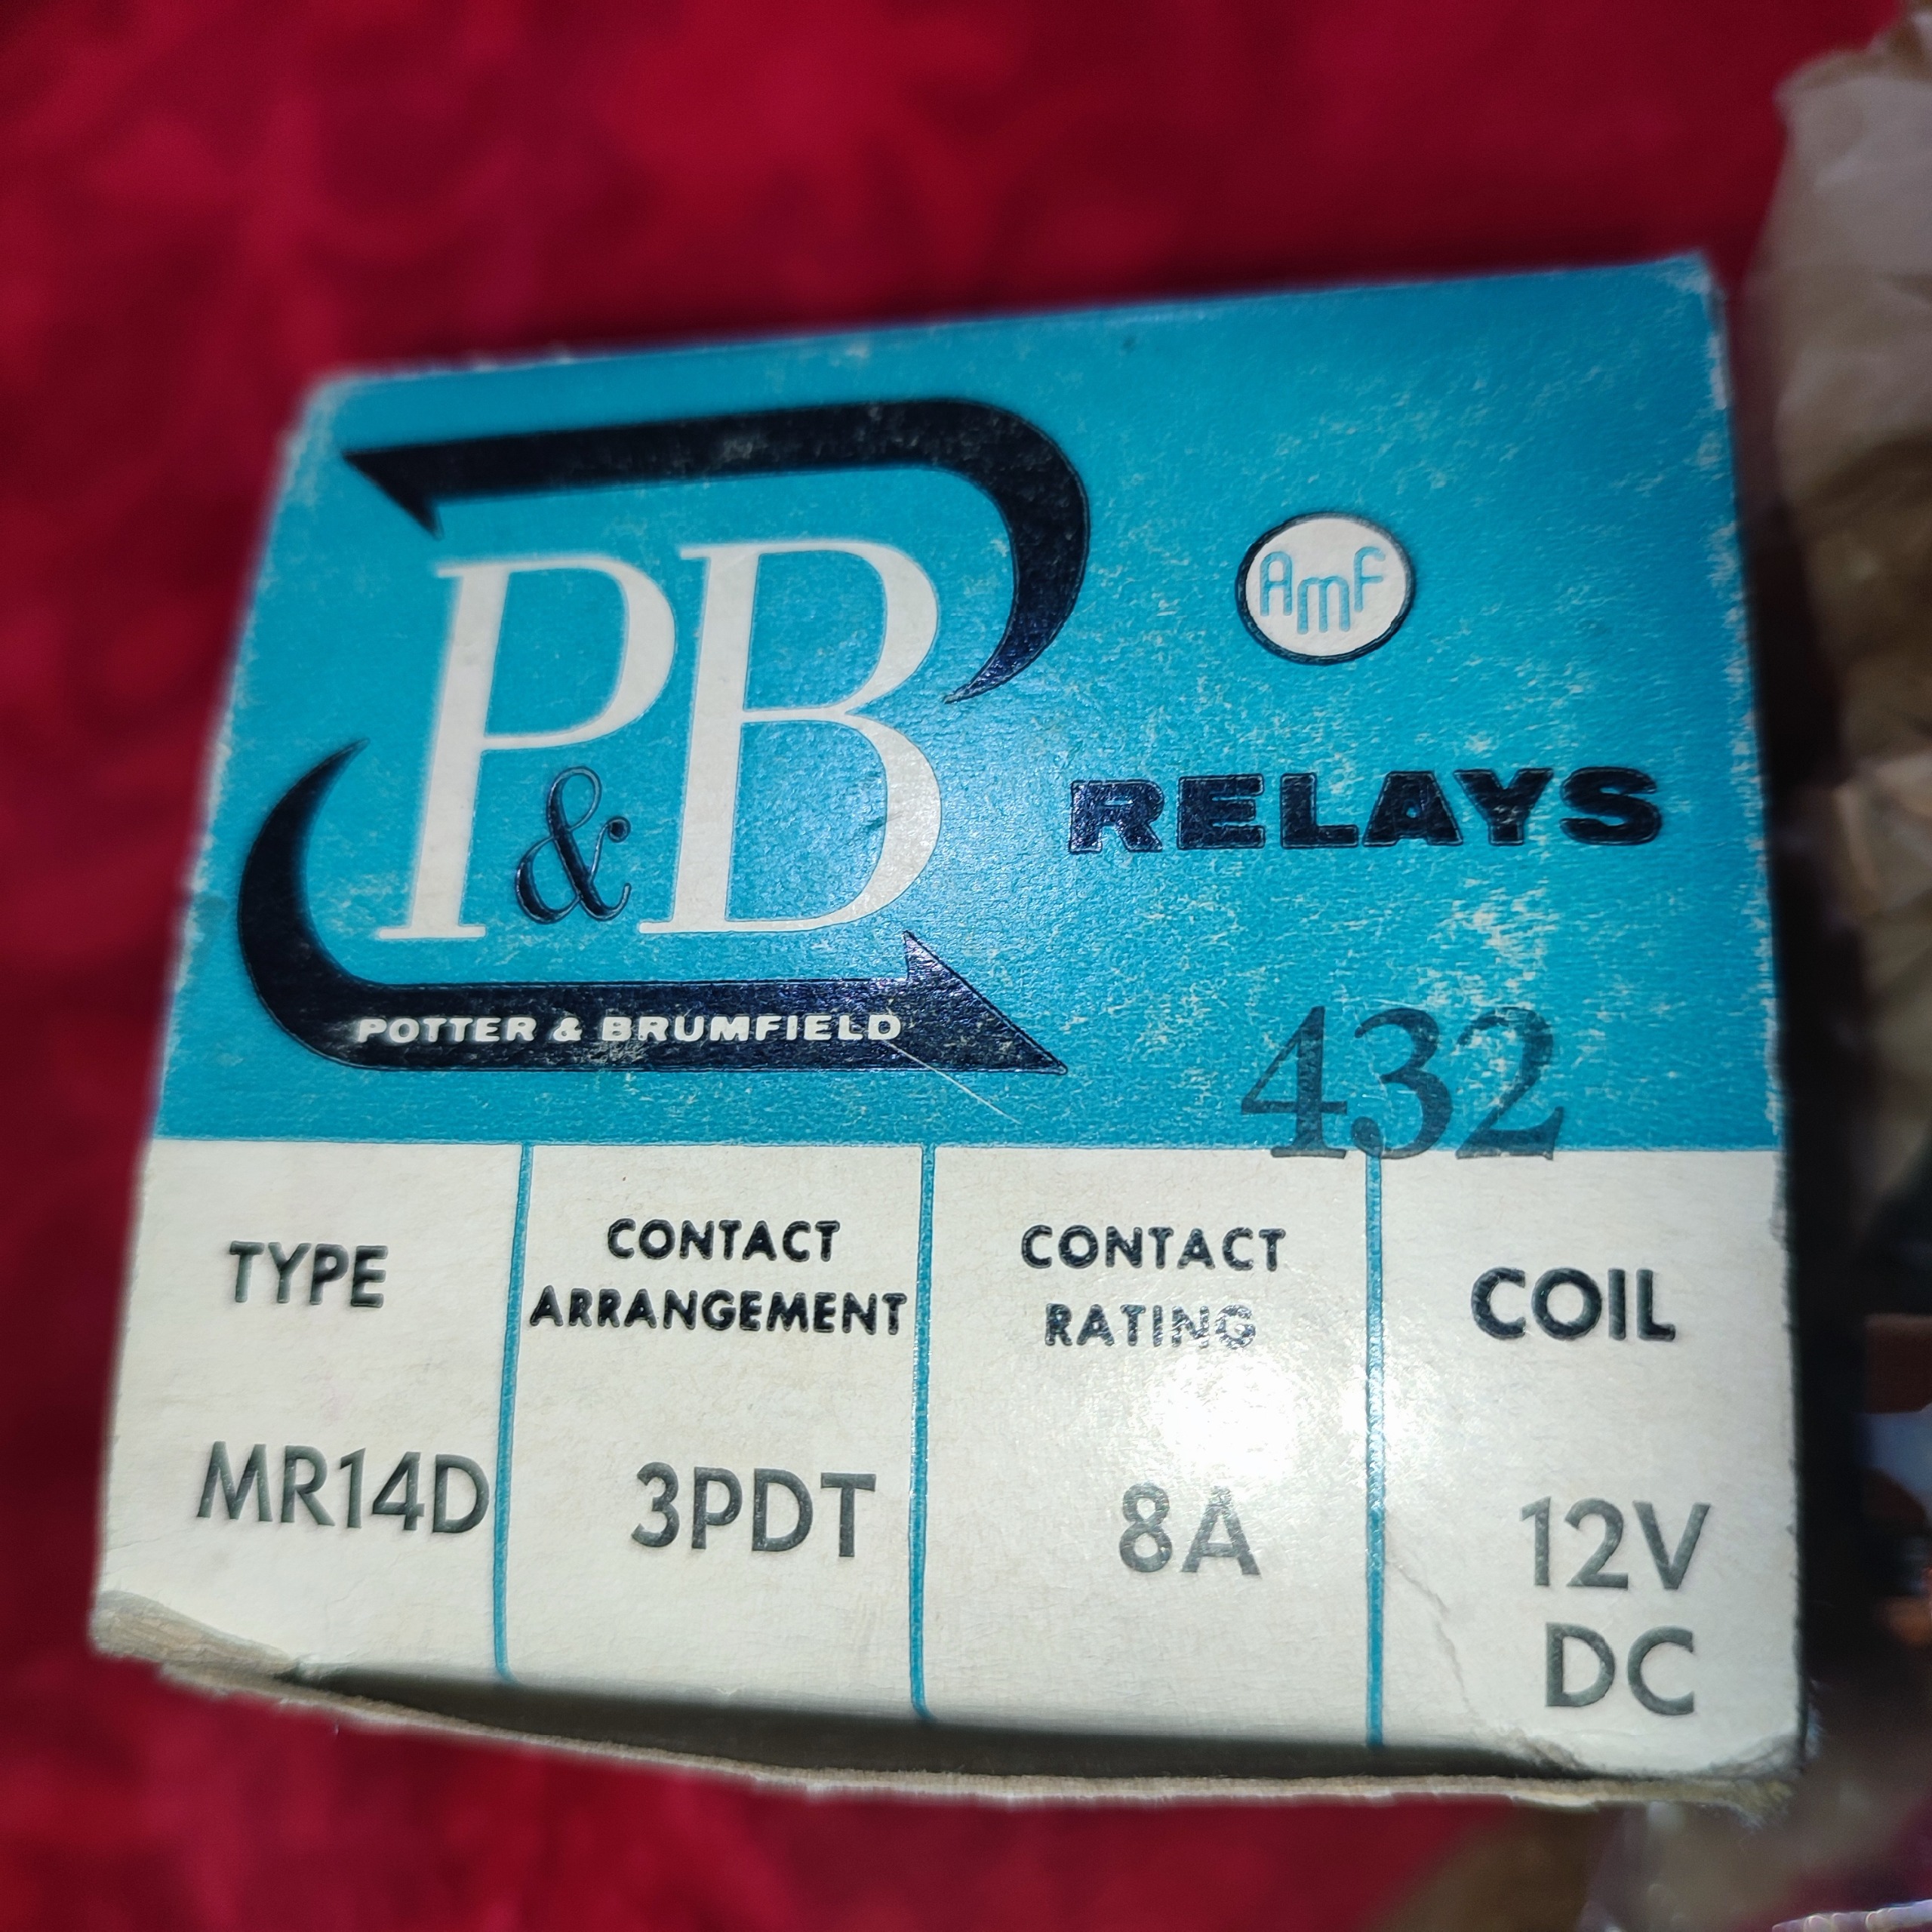 P&B
AMF
RELAYS
POTTER & BRUMFIELD
432
TYPE
CONTACT
ARRANGEMENT
CONTACT
RATING
COIL
MR14D
3PDT
8A
12V
DC